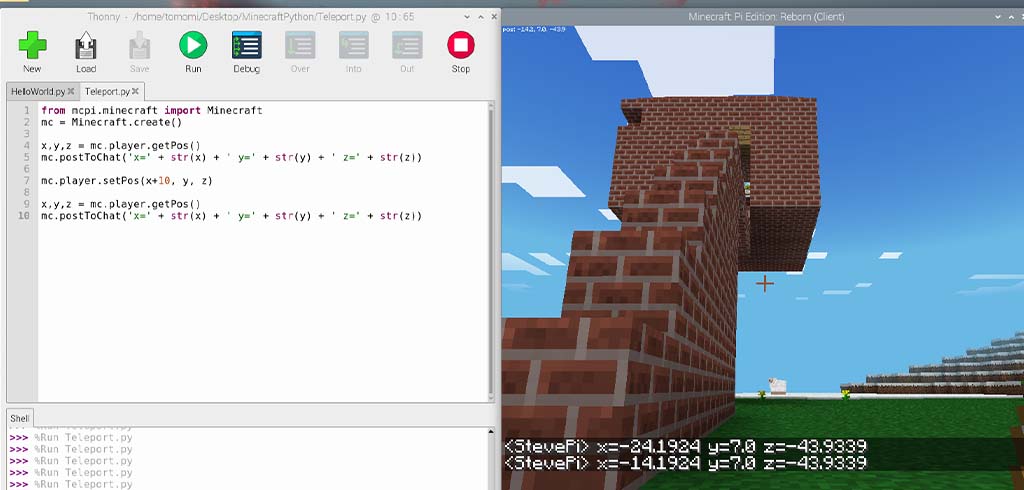 Thonny - /home/tomomi/Desktop/MinecraftPython/Teleport.py @ 10:65
New Load Save Run Debug Over Into Out Stop
HelloWorld.py Teleport.py
1 from mcpi.minecraft import Minecraft
2 mc = Minecraft.create()
3
4 x,y,z = mc.player.getPos()
5 mc.postToChat('x=' + str(x) + ' y=' + str(y) + ' z=' + str(z))
6
7 mc.player.setPos(x+10, y, z)
8
9 x,y,z = mc.player.getPos()
10 mc.postToChat('x=' + str(x) + ' y=' + str(y) + ' z=' + str(z))
Shell
>>> %Run Teleport.py
>>> %Run Teleport.py
>>> %Run Teleport.py
>>> %Run Teleport.py
>>> %Run Teleport.py
Minecraft Pi Edition: Reborn (Client)
pos: -14.2, 7.0, -43.9
<StevePi> x=-24.1924 y=7.0 z=-43.9339
<StevePi> x=-14.1924 y=7.0 z=-43.9339